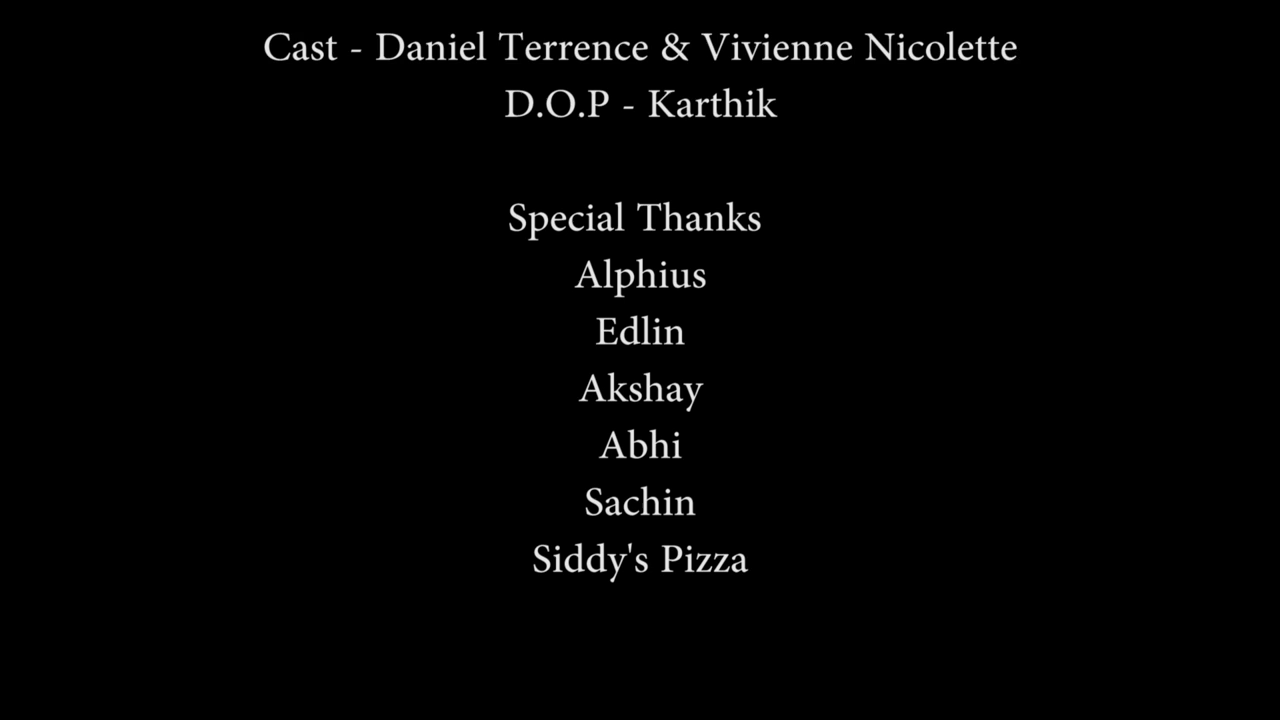 Cast - Daniel Terrence & Vivienne Nicolette
D.O.P - Karthik
Special Thanks
Alphius
Edlin
Akshay
Abhi
Sachin
Siddy's Pizza